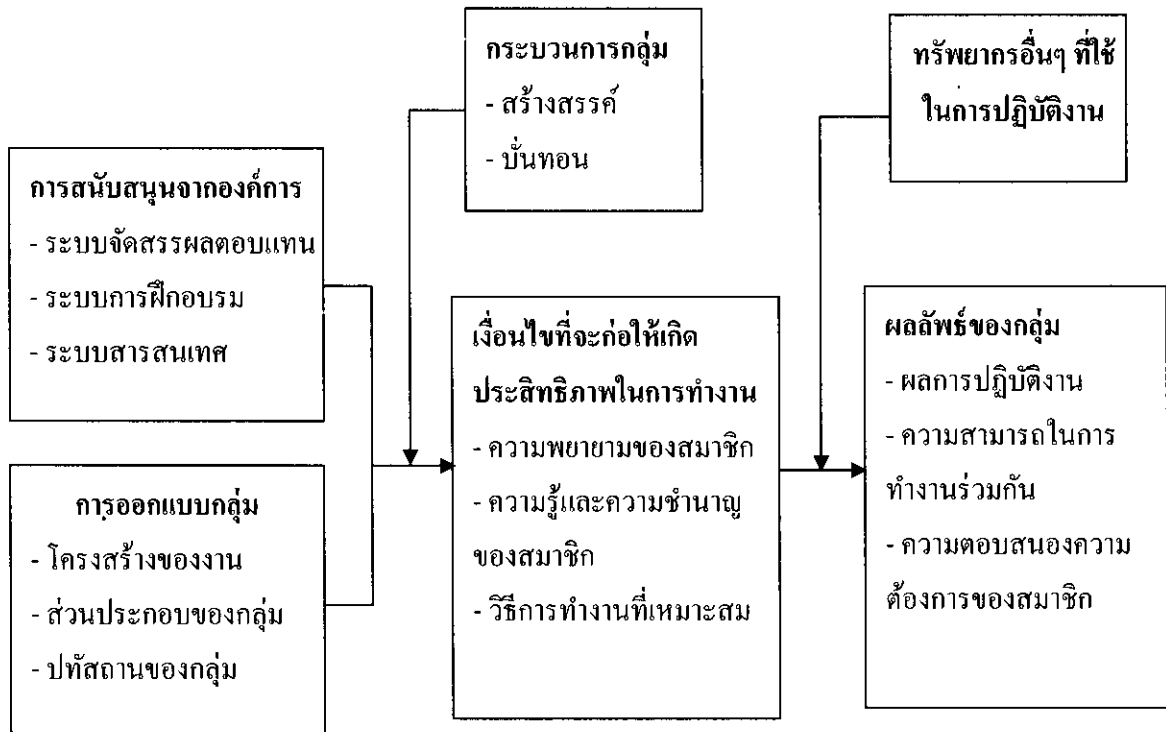 กระบวนการกลุ่ม
- สร้างสรรค์
- บั่นทอน
ทรัพยากรอื่นๆ ที่ใช้
ในการปฏิบัติงาน
การสนับสนุนจากองค์การ
- ระบบจัดสรรผลตอบแทน
- ระบบการฝึกอบรม
- ระบบสารสนเทศ
การออกแบบกลุ่ม
- โครงสร้างของงาน
- ส่วนประกอบของกลุ่ม
- ปทัสถานของกลุ่ม
เงื่อนไขที่จะก่อให้เกิด
ประสิทธิภาพในการทำงาน
- ความพยายามของสมาชิก
- ความรู้และความชำนาญ
ของสมาชิก
- วิธีการทำงานที่เหมาะสม
ผลลัพธ์ของกลุ่ม
- ผลการปฏิบัติงาน
- ความสามารถในการ
ทำงานร่วมกัน
- ความตอบสนองความ
ต้องการของสมาชิก